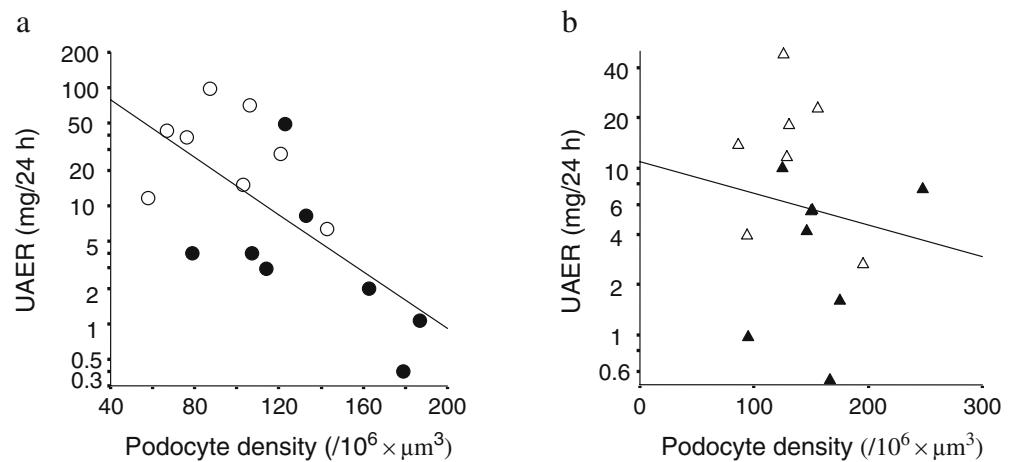 a
200
100
50
20
10
5
2
1
0.5
0.3
UAER (mg/24 h)
40 80 120 160 200
Podocyte density (/10⁶ × μm³)
b
40
20
10
6
4
2
1
0.6
UAER (mg/24 h)
0 100 200 300
Podocyte density (/10⁶ × μm³)